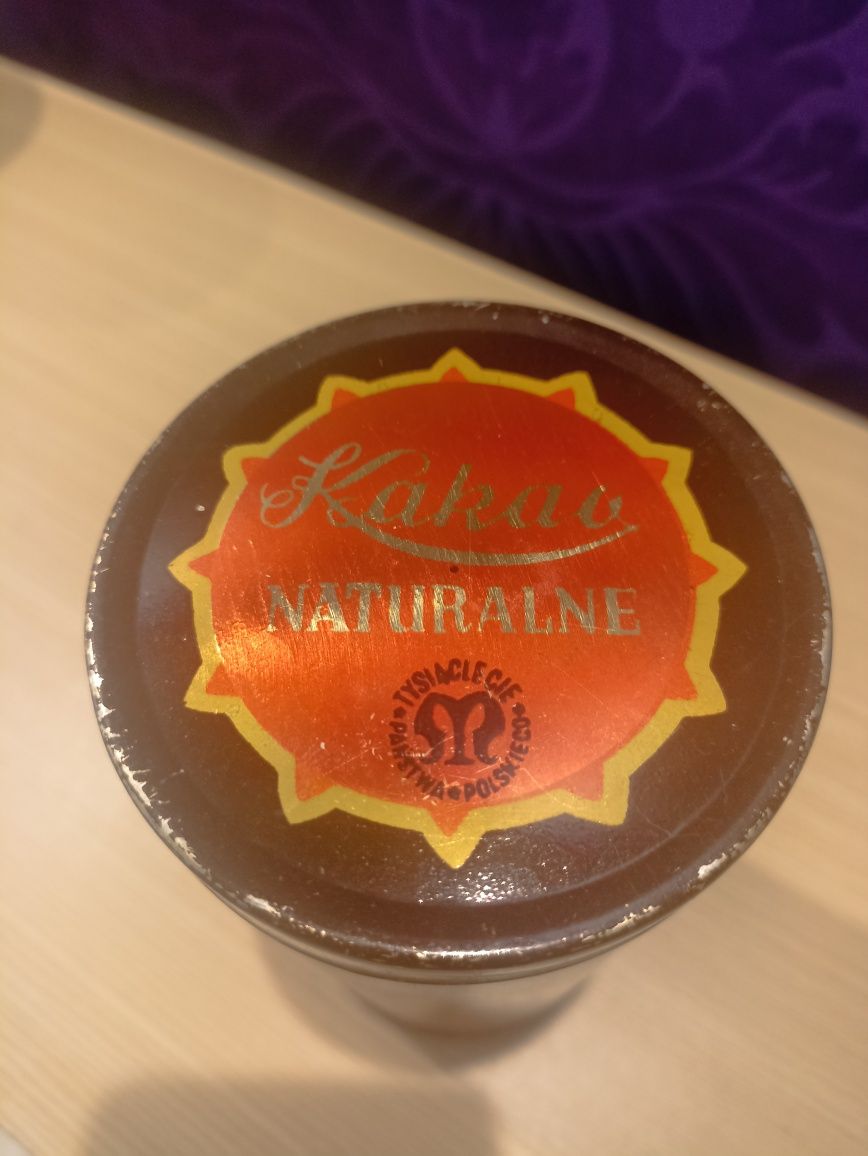 Kakao
NATURALNE
TYSIĄCLECIE
PAŃSTWA POLSKIEGO